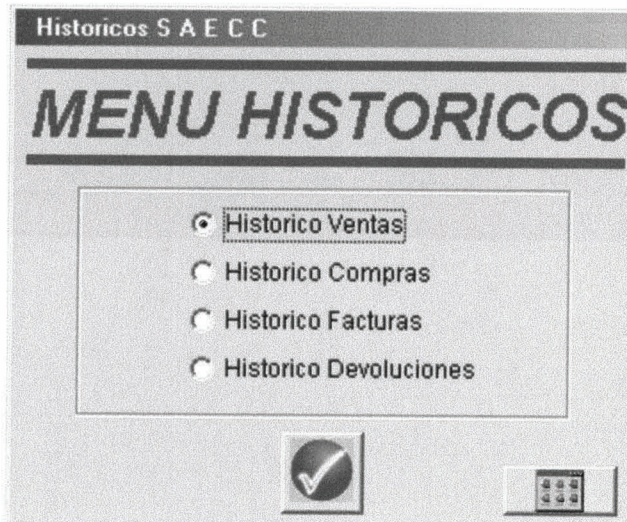 Historicos S A E C C
MENU HISTORICOS
Historico Ventas
Historico Compras
Historico Facturas
Historico Devoluciones